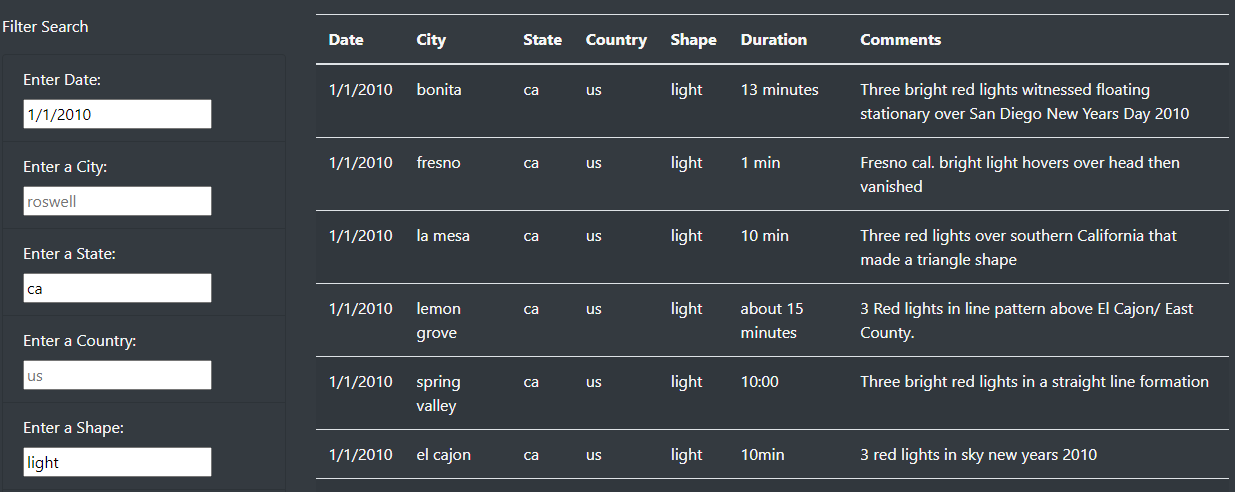 Filter Search
Enter Date:
1/1/2010
Enter a City:
roswell
Enter a State:
ca
Enter a Country:
us
Enter a Shape:
light
Date City State Country Shape Duration Comments
1/1/2010 bonita ca us light 13 minutes Three bright red lights witnessed floating
stationary over San Diego New Years Day 2010
1/1/2010 fresno ca us light 1 min Fresno cal. bright light hovers over head then
vanished
1/1/2010 la mesa ca us light 10 min Three red lights over southern California that
made a triangle shape
1/1/2010 lemon ca us light about 15 3 Red lights in line pattern above El Cajon/ East
grove minutes County.
1/1/2010 spring ca us light 10:00 Three bright red lights in a straight line formation
valley
1/1/2010 el cajon ca us light 10min 3 red lights in sky new years 2010